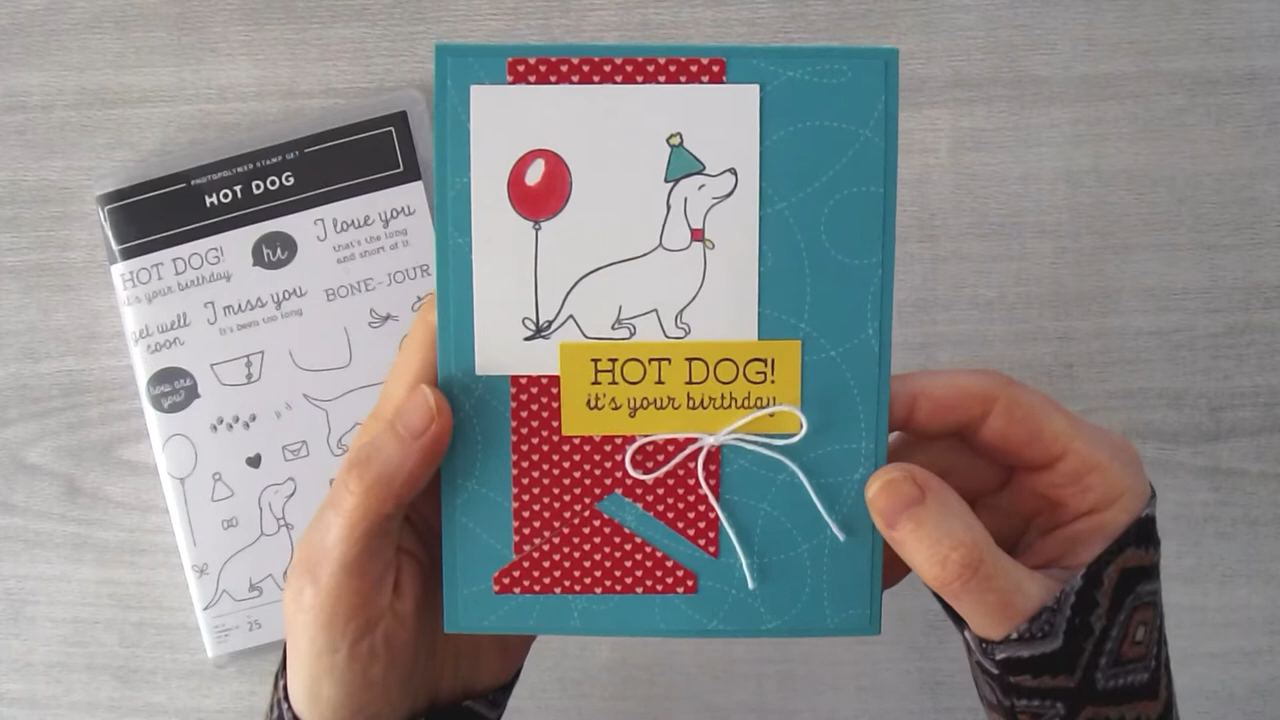 PHOTOPOLYMER STAMP SET
HOT DOG
HOT DOG!
it's your birthday
hi
I love you
that's the long
and short of it
get well
soon
I miss you
It's been too long
BONE-JOUR
how are
you?
25
HOT DOG!
it's your birthday